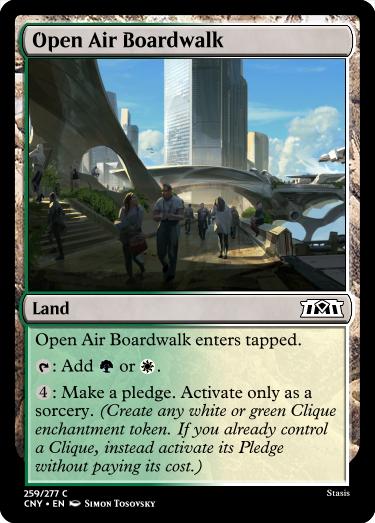 Open Air Boardwalk
Land
Open Air Boardwalk enters tapped.
: Add or .
4: Make a pledge. Activate only as a
sorcery. (Create any white or green Clique
enchantment token. If you already control
a Clique, instead activate its Pledge
without paying its cost.)
259/277 C
Stasis
CNY • EN Simon Tosovsky